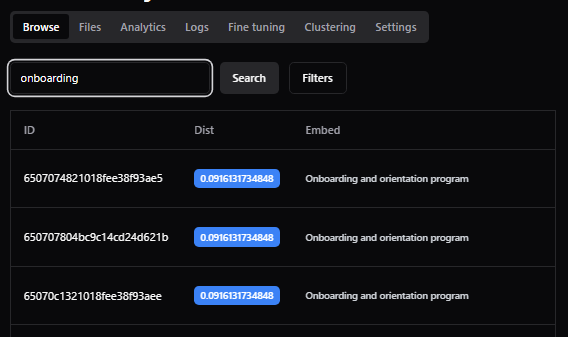 Browse Files Analytics Logs Fine tuning Clustering Settings
onboarding Search Filters
ID Dist Embed
6507074821018fee38f93ae5 0.0916131734848 Onboarding and orientation program
650707804bc9c14cd24d621b 0.0916131734848 Onboarding and orientation program
65070c1321018fee38f93aee 0.0916131734848 Onboarding and orientation program